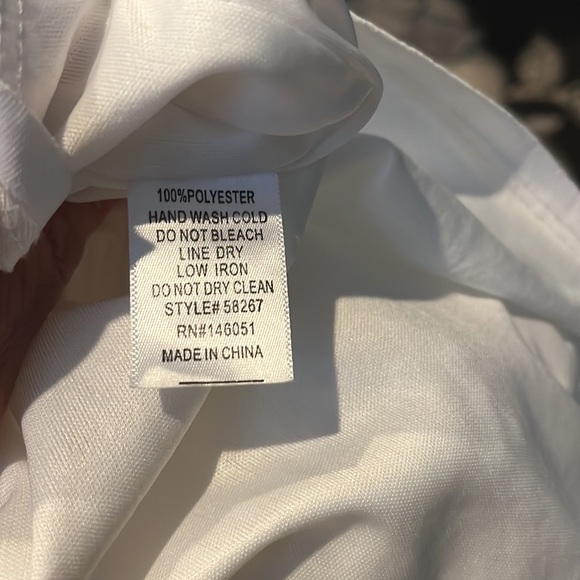 100%POLYESTER
HAND WASH COLD
DO NOT BLEACH
LINE DRY
LOW IRON
DO NOT DRY CLEAN
STYLE# 58267
RN#146051
MADE IN CHINA